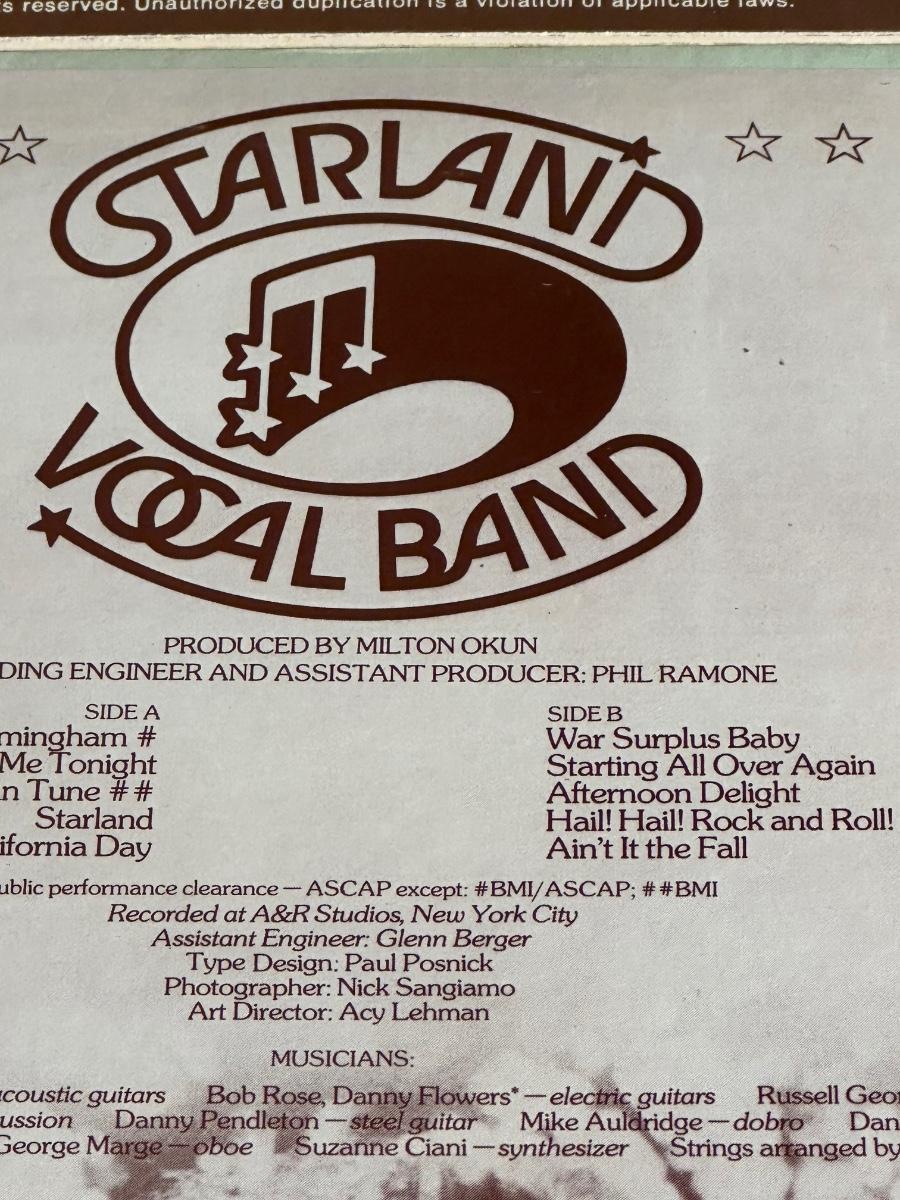 reserved. Unauthorized duplication is a violation of applicable laws.
STARLAND
VOCAL BAND
PRODUCED BY MILTON OKUN
DING ENGINEER AND ASSISTANT PRODUCER: PHIL RAMONE
SIDE A
mingham #
Me Tonight
n Tune ##
Starland
ifornia Day
SIDE B
War Surplus Baby
Starting All Over Again
Afternoon Delight
Hail! Hail! Rock and Roll!
Ain't It the Fall
ublic performance clearance — ASCAP except: #BMI/ASCAP; ##BMI
Recorded at A&R Studios, New York City
Assistant Engineer: Glenn Berger
Type Design: Paul Posnick
Photographer: Nick Sangiamo
Art Director: Acy Lehman
MUSICIANS:
acoustic guitars Bob Rose, Danny Flowers* — electric guitars Russell Geor
ussion Danny Pendleton — steel guitar Mike Auldridge — dobro Dan
George Marge — oboe Suzanne Ciani — synthesizer Strings arranged by